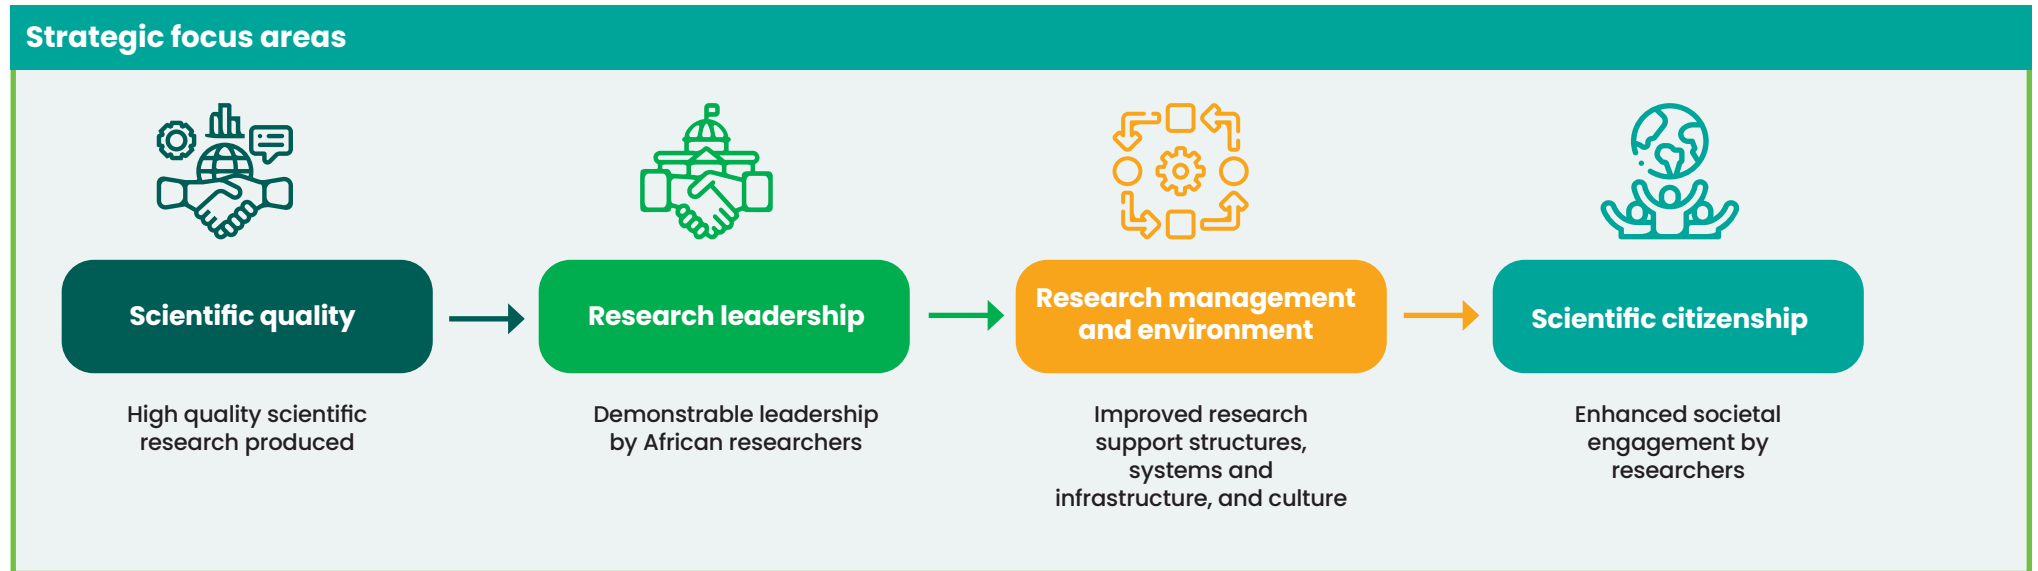 Strategic focus areas
Scientific quality
High quality scientific
research produced
Research leadership
Demonstrable leadership
by African researchers
Research management
and environment
Improved research
support structures,
systems and
infrastructure, and culture
Scientific citizenship
Enhanced societal
engagement by
researchers